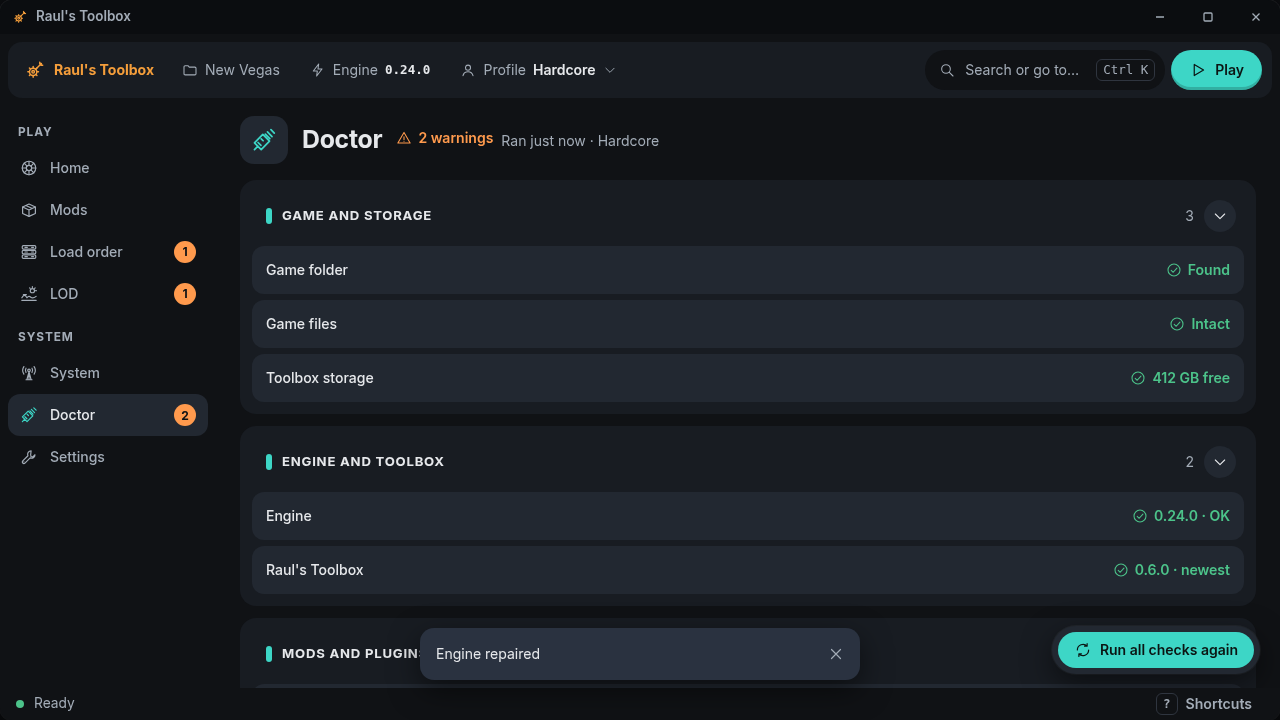 Raul's Toolbox
Raul's Toolbox New Vegas Engine 0.24.0 Profile Hardcore Search or go to... Ctrl K Play
PLAY
Home
Mods
Load order 1
LOD 1
SYSTEM
System
Doctor 2
Settings
Doctor 2 warnings Ran just now · Hardcore
GAME AND STORAGE 3
Game folder Found
Game files Intact
Toolbox storage 412 GB free
ENGINE AND TOOLBOX 2
Engine 0.24.0 · OK
Raul's Toolbox 0.6.0 · newest
MODS AND PLUGIN
Engine repaired
Run all checks again
Ready
? Shortcuts